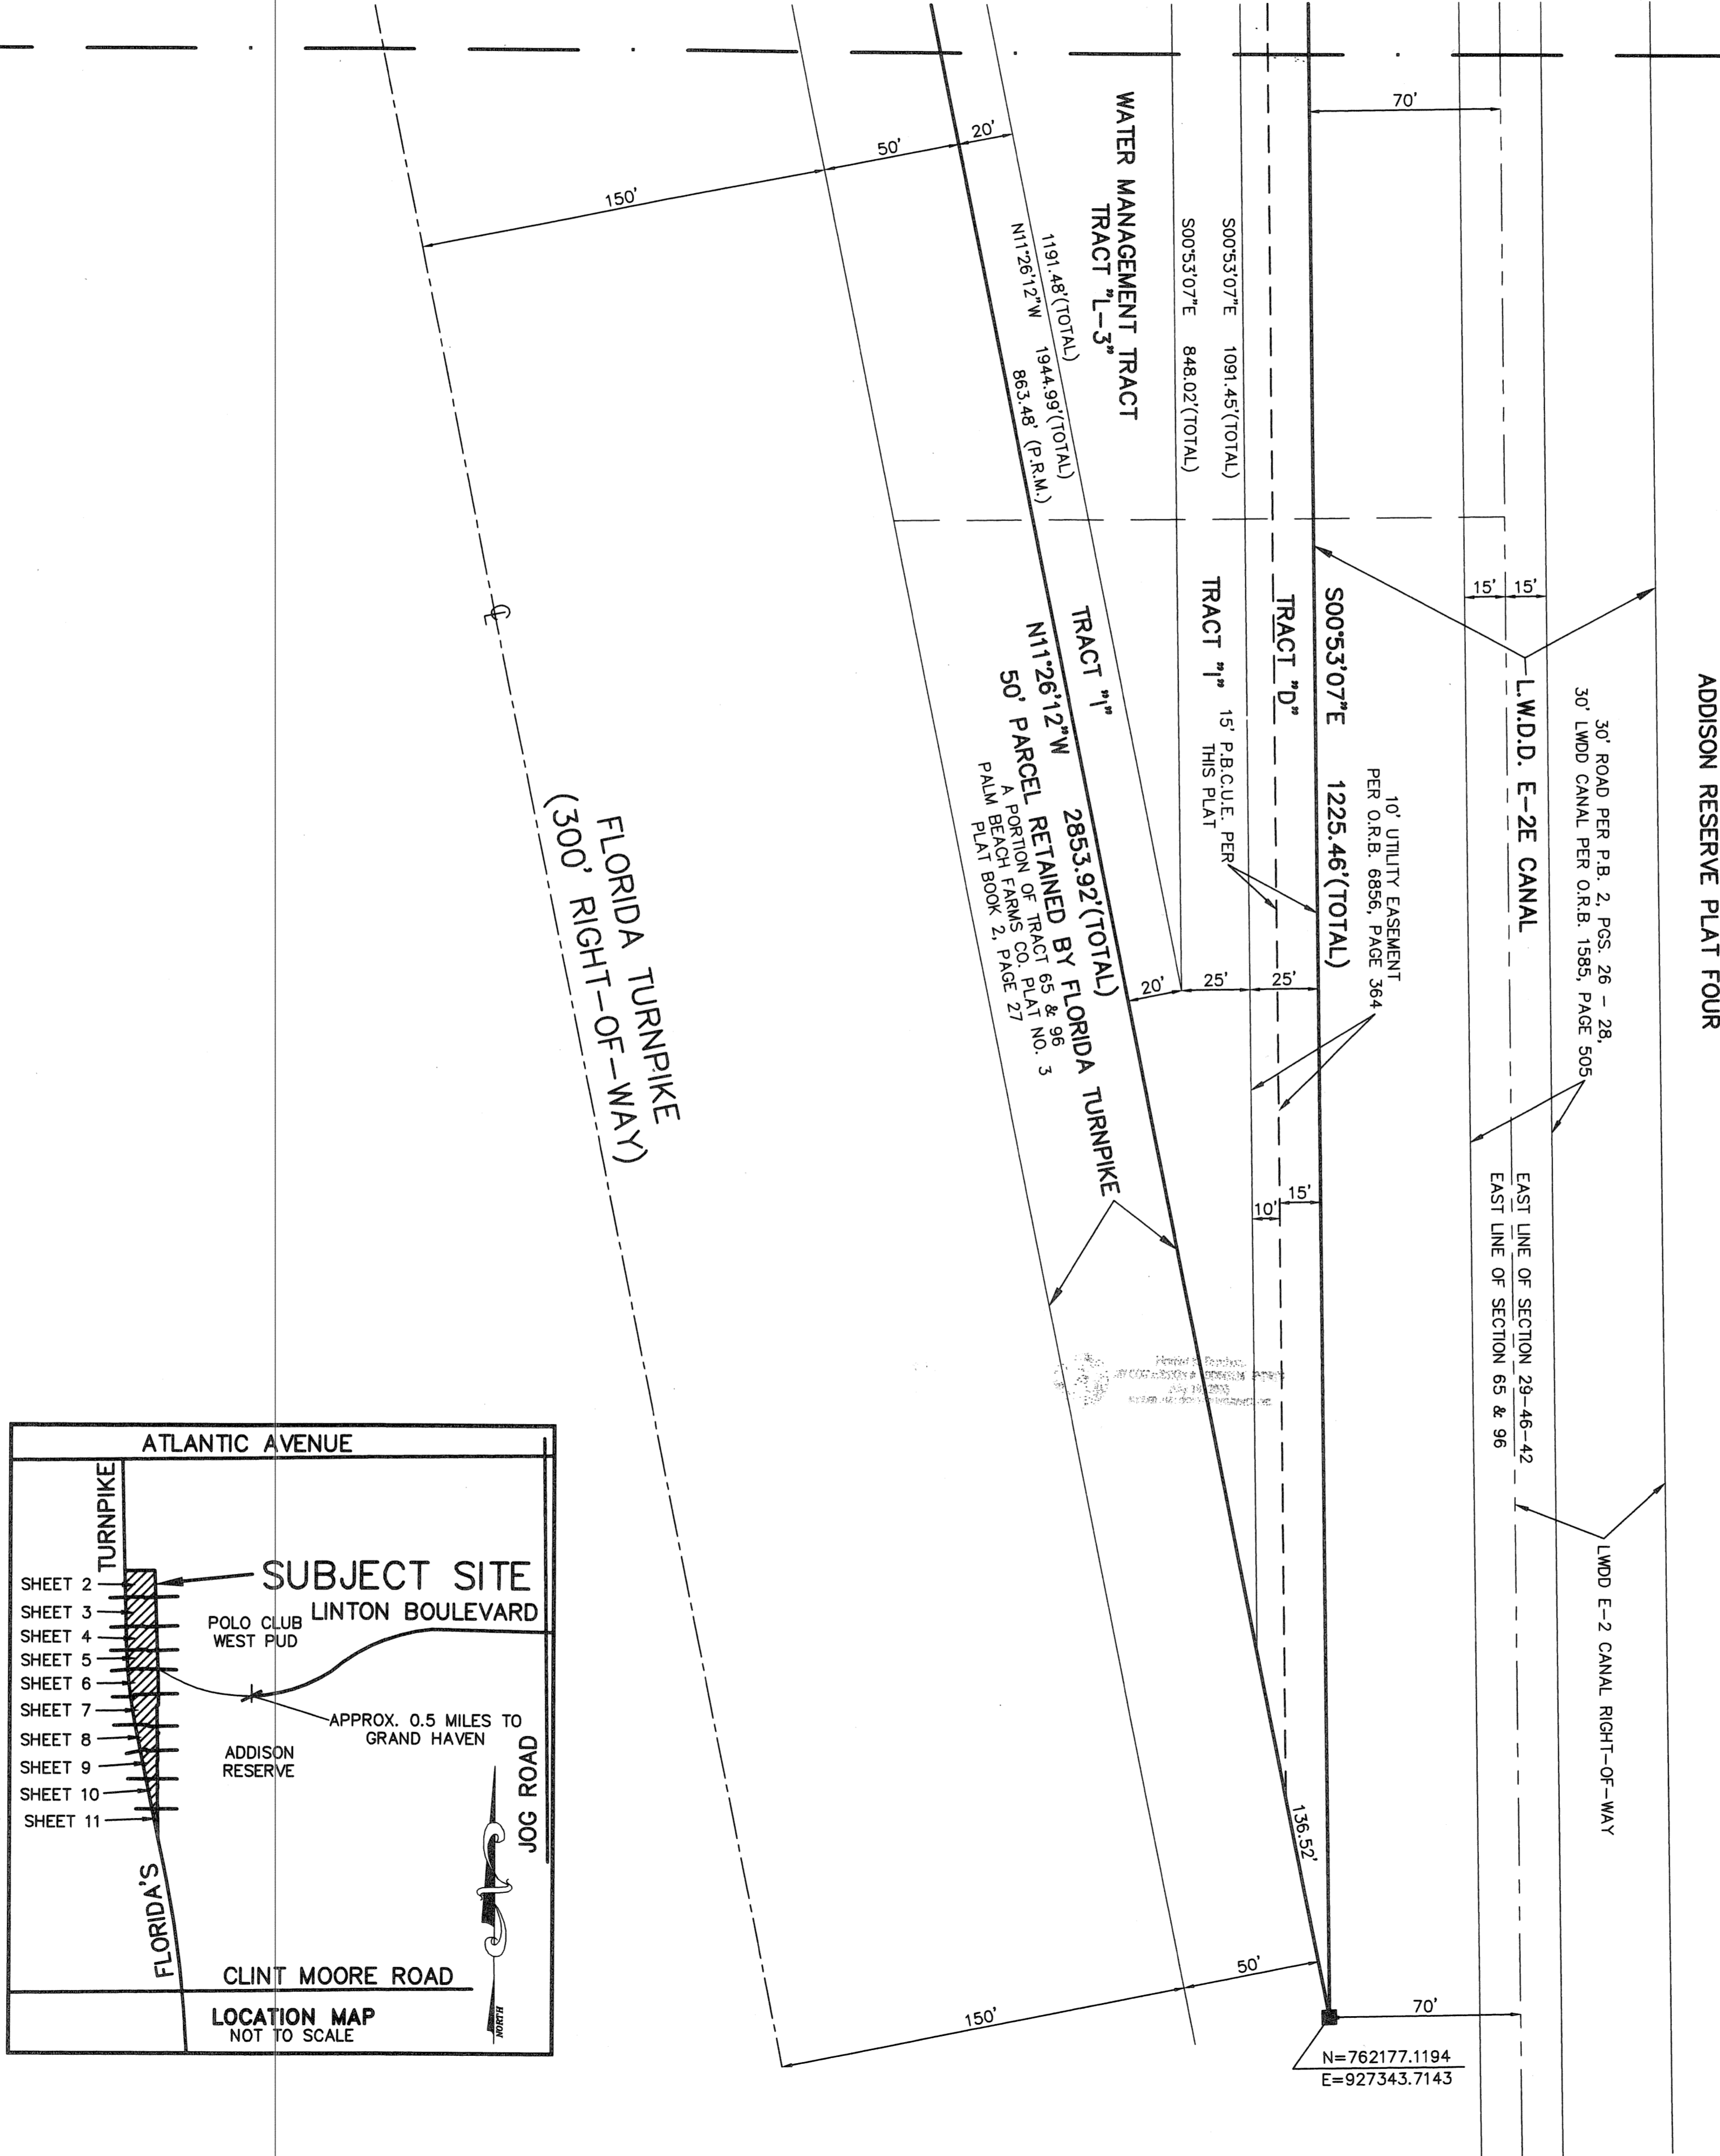 ADDISON RESERVE PLAT FOUR
70'
20'
50'
150'
WATER MANAGEMENT TRACT
TRACT "L-3"
S00°53'07"E 1091.45'(TOTAL)
S00°53'07"E 848.02'(TOTAL)
1191.48'(TOTAL)
N11°26'12"W 1944.99'(TOTAL)
863.48' (P.R.M.)
15'
15'
L.W.D.D. E-2E CANAL
30' ROAD PER P.B. 2, PGS. 26 - 28,
30' LWDD CANAL PER O.R.B. 1585, PAGE 505
S00°53'07"E 1225.46'(TOTAL)
TRACT "D"
TRACT "I"
15' P.B.C.U.E. PER
THIS PLAT
10' UTILITY EASEMENT
PER O.R.B. 6856, PAGE 364
TRACT "I"
N11°26'12"W 2853.92'(TOTAL)
50' PARCEL RETAINED BY FLORIDA TURNPIKE
A PORTION OF TRACT 65 & 96
PALM BEACH FARMS CO. PLAT NO. 3
PLAT BOOK 2, PAGE 27
20'
25'
25'
FLORIDA TURNPIKE
(300' RIGHT-OF-WAY)
15'
10'
EAST LINE OF SECTION 29-46-42
EAST LINE OF SECTION 65 & 96
LWDD E-2 CANAL RIGHT-OF-WAY
136.52'
50'
150'
70'
N=762177.1194
E=927343.7143
ATLANTIC AVENUE
TURNPIKE
SUBJECT SITE
LINTON BOULEVARD
POLO CLUB
WEST PUD
SHEET 2
SHEET 3
SHEET 4
SHEET 5
SHEET 6
SHEET 7
SHEET 8
SHEET 9
SHEET 10
SHEET 11
APPROX. 0.5 MILES TO
GRAND HAVEN
ADDISON
RESERVE
JOG ROAD
FLORIDA'S
NORTH
CLINT MOORE ROAD
LOCATION MAP
NOT TO SCALE